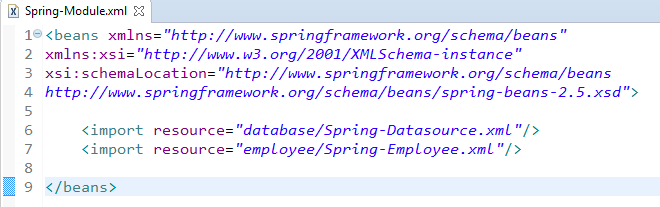 Spring-Module.xml
1 <beans xmlns="http://www.springframework.org/schema/beans"
2 xmlns:xsi="http://www.w3.org/2001/XMLSchema-instance"
3 xsi:schemaLocation="http://www.springframework.org/schema/beans
4 http://www.springframework.org/schema/beans/spring-beans-2.5.xsd">
5
6     <import resource="database/Spring-Datasource.xml"/>
7     <import resource="employee/Spring-Employee.xml"/>
8
9 </beans>